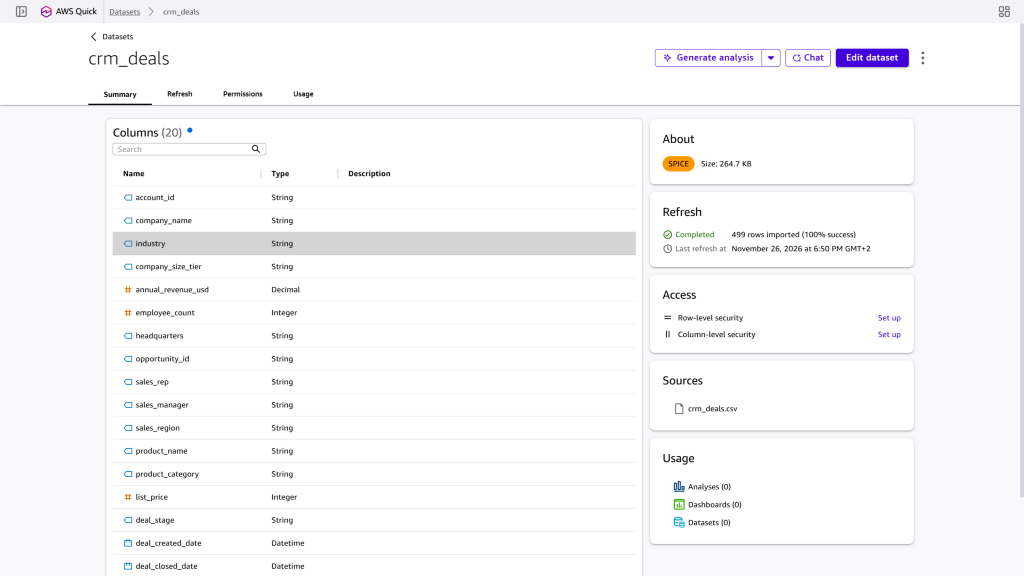 AWS Quick Datasets crm_deals
Datasets
crm_deals
Generate analysis Chat Edit dataset
Summary Refresh Permissions Usage
Columns (20)
Search
Name Type Description
account_id String
company_name String
industry String
company_size_tier String
annual_revenue_usd Decimal
employee_count Integer
headquarters String
opportunity_id String
sales_rep String
sales_manager String
sales_region String
product_name String
product_category String
list_price Integer
deal_stage String
deal_created_date Datetime
deal_closed_date Datetime
About
SPICE Size: 264.7 KB
Refresh
Completed 499 rows imported (100% success)
Last refresh at November 26, 2026 at 6:50 PM GMT+2
Access
Row-level security Set up
Column-level security Set up
Sources
crm_deals.csv
Usage
Analyses (0)
Dashboards (0)
Datasets (0)